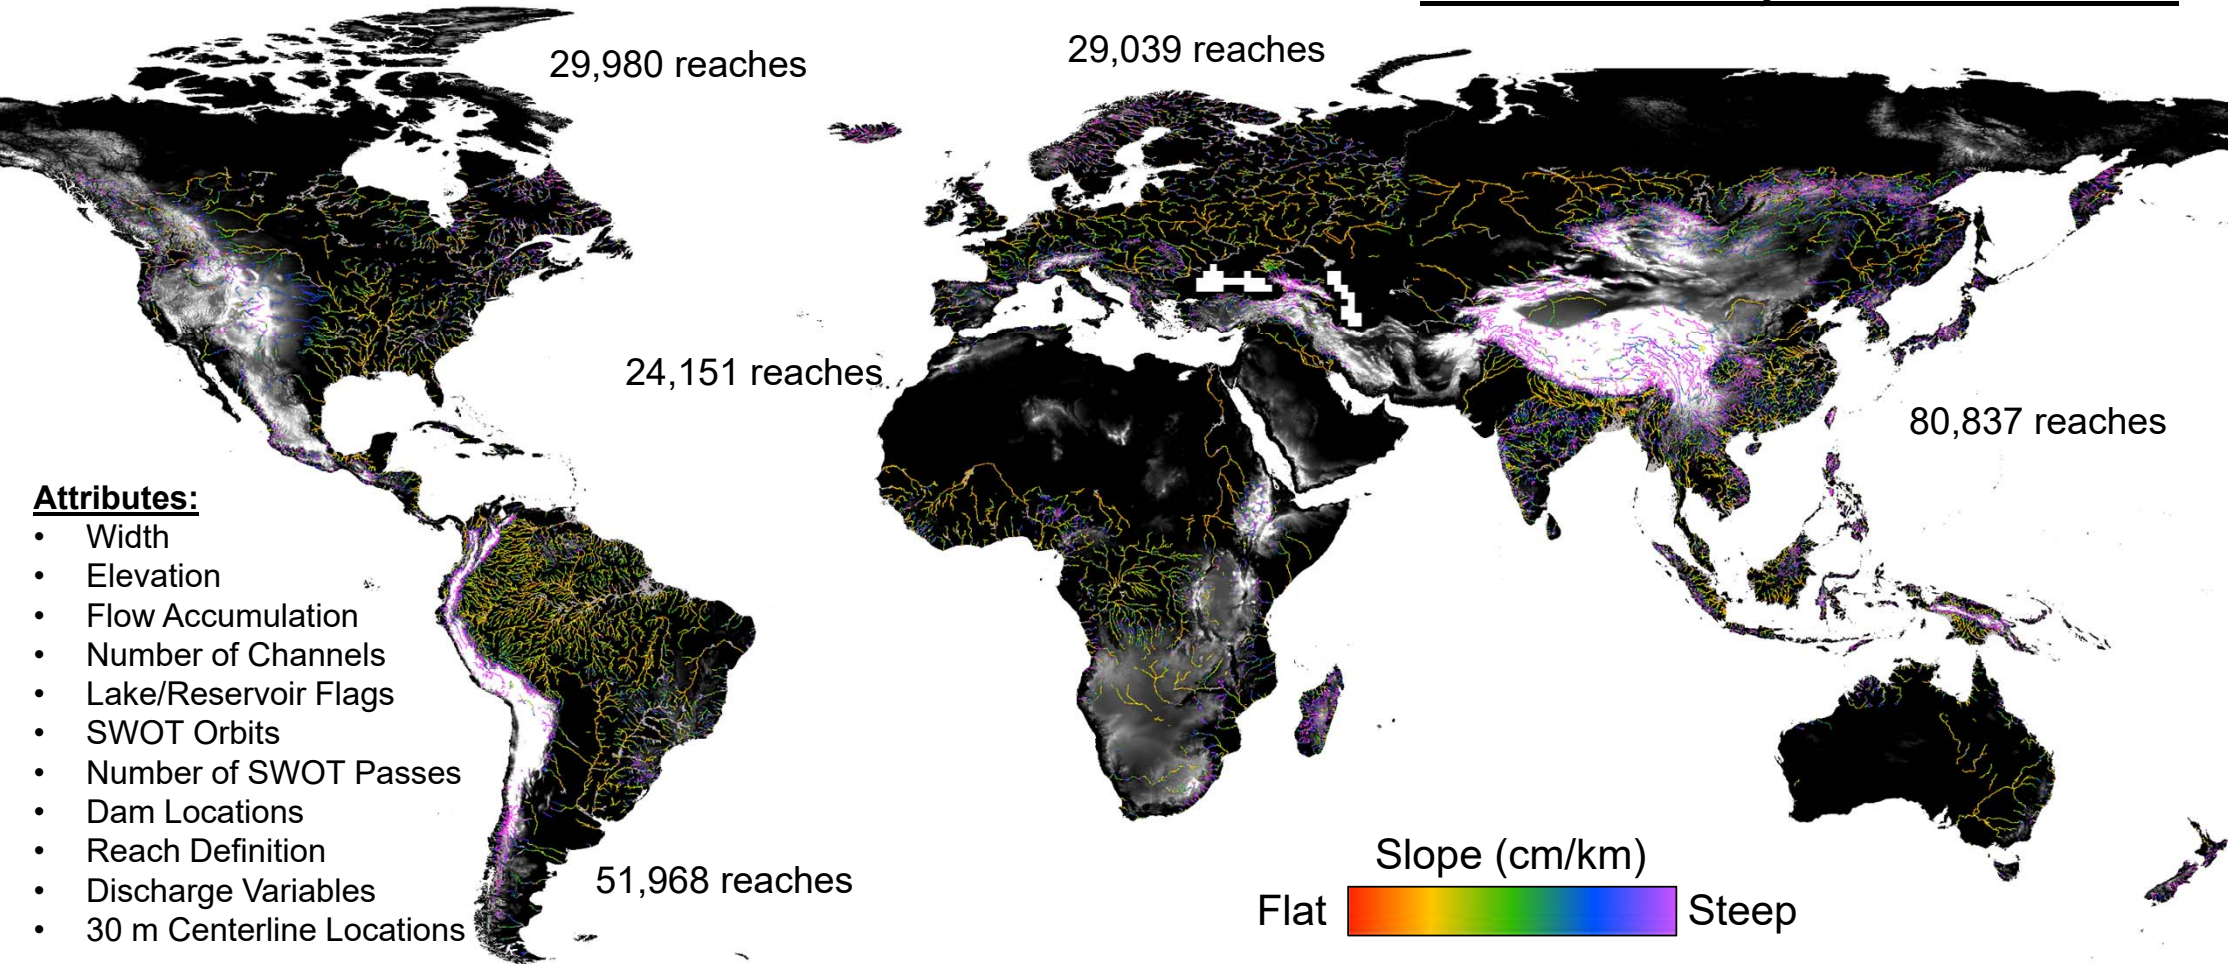 29,980 reaches
29,039 reaches
24,151 reaches
80,837 reaches
Attributes:
• Width
• Elevation
• Flow Accumulation
• Number of Channels
• Lake/Reservoir Flags
• SWOT Orbits
• Number of SWOT Passes
• Dam Locations
• Reach Definition
• Discharge Variables
• 30 m Centerline Locations
51,968 reaches
Slope (cm/km)
Flat
Steep